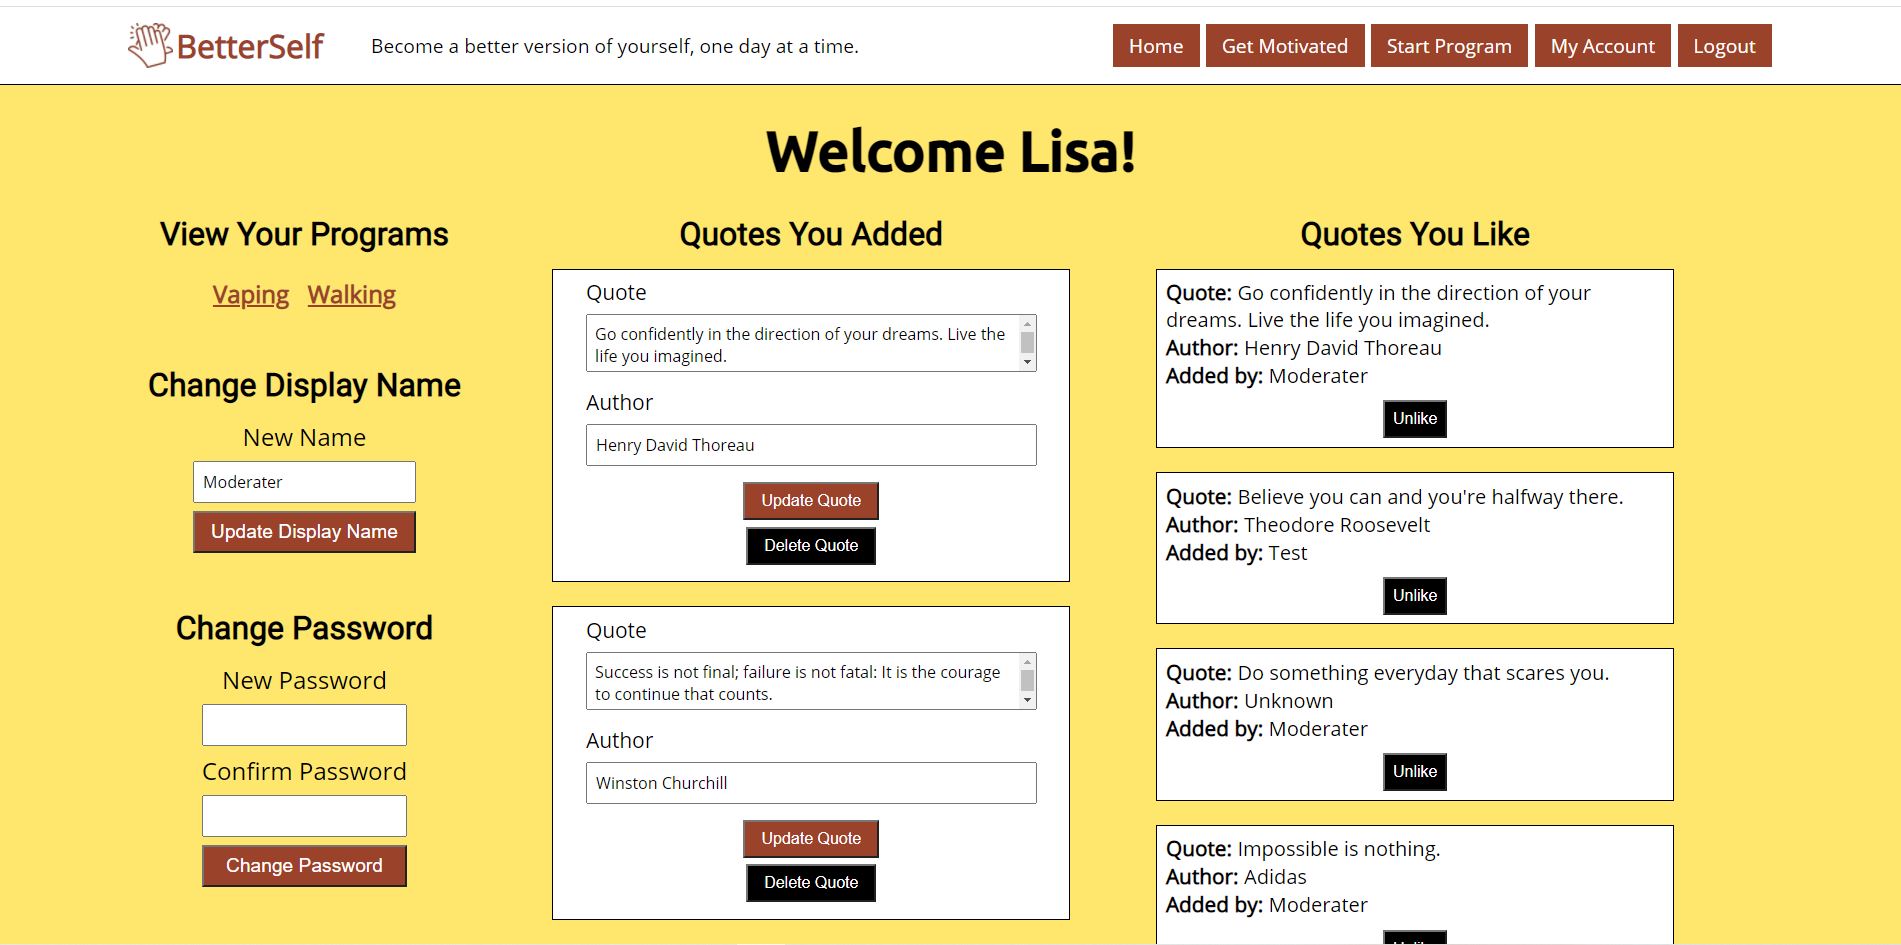 BetterSelf
Become a better version of yourself, one day at a time.
Home
Get Motivated
Start Program
My Account
Logout
Welcome Lisa!
View Your Programs
Vaping Walking
Change Display Name
New Name
Moderater
Update Display Name
Change Password
New Password
Confirm Password
Change Password
Quotes You Added
Quote
Go confidently in the direction of your dreams. Live the
life you imagined.
Author
Henry David Thoreau
Update Quote
Delete Quote
Quote
Success is not final; failure is not fatal: It is the courage
to continue that counts.
Author
Winston Churchill
Update Quote
Delete Quote
Quotes You Like
Quote: Go confidently in the direction of your
dreams. Live the life you imagined.
Author: Henry David Thoreau
Added by: Moderater
Unlike
Quote: Believe you can and you're halfway there.
Author: Theodore Roosevelt
Added by: Test
Unlike
Quote: Do something everyday that scares you.
Author: Unknown
Added by: Moderater
Unlike
Quote: Impossible is nothing.
Author: Adidas
Added by: Moderater